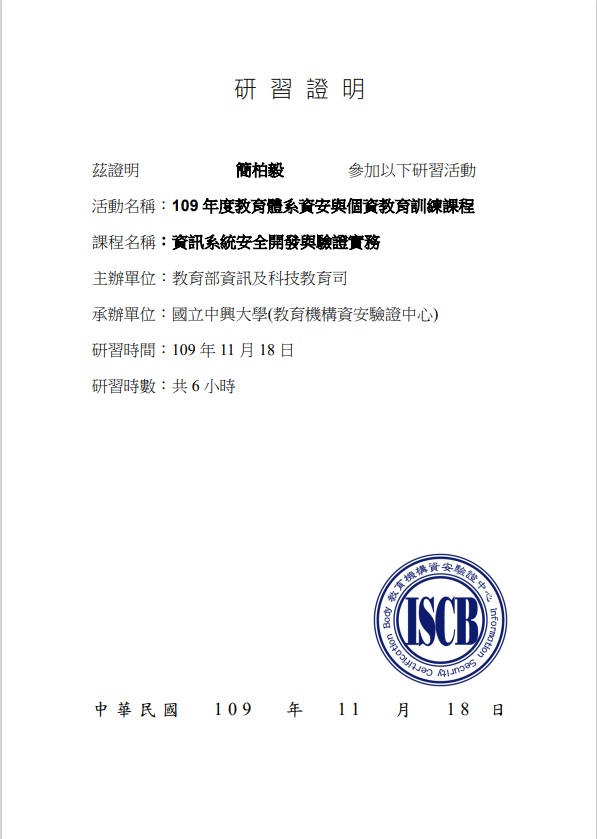 研習證明
茲證明 簡柏毅 參加以下研習活動
活動名稱：109 年度教育體系資安與個資教育訓練課程
課程名稱：資訊系統安全開發與驗證實務
主辦單位：教育部資訊及科技教育司
承辦單位：國立中興大學(教育機構資安驗證中心)
研習時間：109 年 11 月 18 日
研習時數：共 6 小時
教育機構資安驗證中心
Information Security Certification Body
ISCB
中華民國 109 年 11 月 18 日